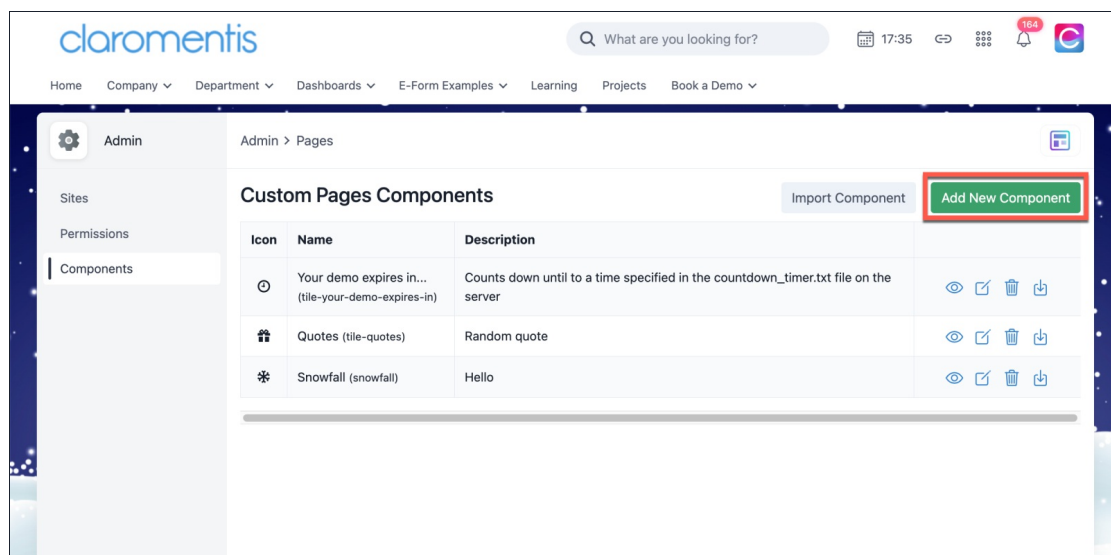 claromentis
What are you looking for?
17:35
164
Home Company Department Dashboards E-Form Examples Learning Projects Book a Demo
Admin
Admin > Pages
Sites
Permissions
Components
Custom Pages Components
Import Component
Add New Component
Icon Name Description
Your demo expires in... Counts down until to a time specified in the countdown_timer.txt file on the
(tile-your-demo-expires-in) server
Quotes (tile-quotes) Random quote
Snowfall (snowfall) Hello